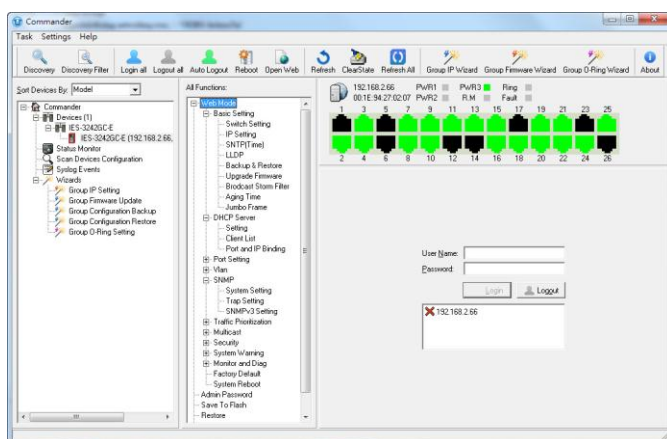 Commander
Task Settings Help
Discovery Discovery Filter Login all Logout all Auto Logout Reboot Open Web Refresh ClearState Refresh All Group IP Wizard Group Firmware Wizard Group O-Ring Wizard About
Sort Devices By: Model
Commander
Devices (1)
IES-3242GC-E
IES-3242GC-E (192.168.2.66,
Status Monitor
Scan Devices Configuration
Syslog Events
Wizards
Group IP Setting
Group Firmware Update
Group Configuration Backup
Group Configuration Restore
Group O-Ring Setting
All Functions:
Web Mode
Basic Setting
Switch Setting
IP Setting
SNTP(Time)
LLDP
Backup & Restore
Upgrade Firmware
Brodcast Storm Filter
Aging Time
Jumbo Frame
DHCP Server
Setting
Client List
Port and IP Binding
Port Setting
Vlan
SNMP
System Setting
Trap Setting
SNMPv3 Setting
Traffic Prioritization
Multicast
Security
System Warning
Monitor and Diag
Factory Default
System Reboot
Admin Password
Save To Flash
Restore
192.168.2.66 PWR1 PWR3 Ring
00:1E:94:27:02:07 PWR2 R.M Fault
1 3 5 7 9 11 13 15 17 19 21 23 25
2 4 6 8 10 12 14 16 18 20 22 24 26
User Name:
Password:
Login Logout
192.168.2.66